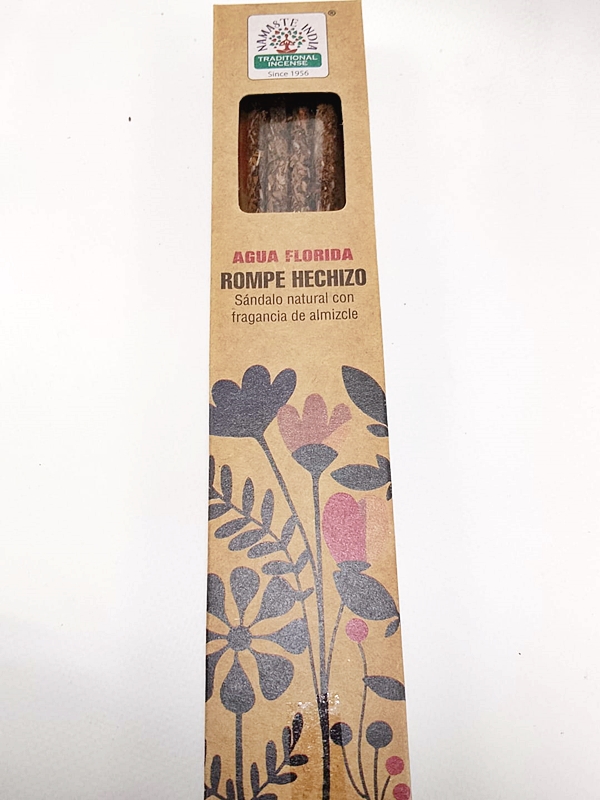 NAMASTE INDIA
®
TRADITIONAL
INCENSE
Since 1956
AGUA FLORIDA
ROMPE HECHIZO
Sándalo natural con
fragancia de almizcle